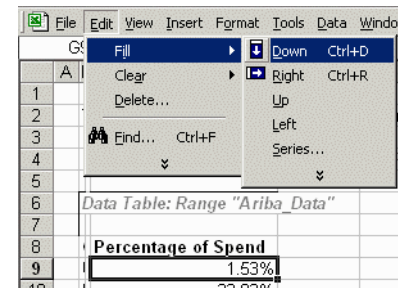 File Edit View Insert Format Tools Data Windo
G9
Fill Down Ctrl+D
Clear Right Ctrl+R
Delete... Up
Left
Find... Ctrl+F Series...
A
1
2
3
4
5
6 Data Table: Range "Ariba_Data"
7
8 Percentage of Spend
9 1.53%
10